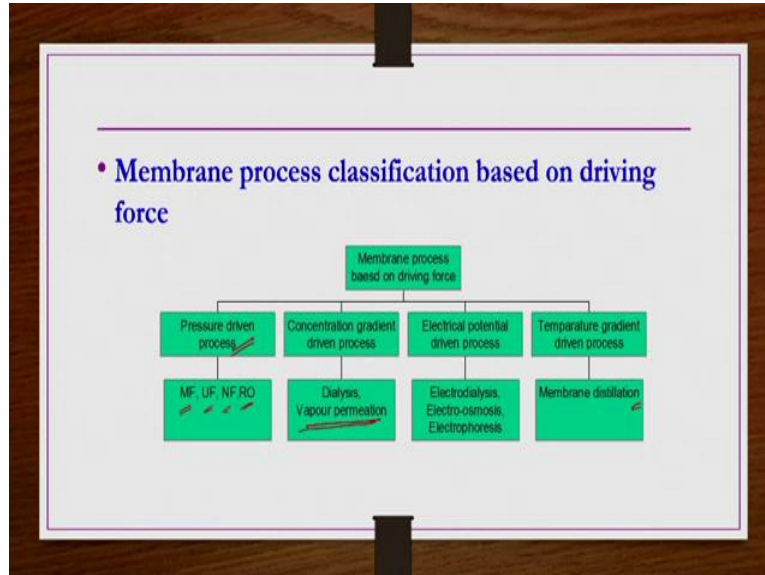 • Membrane process classification based on driving
force
Membrane process
baesd on driving force
Pressure driven
process
Concentration gradient
driven process
Electrical potential
driven process
Temparature gradient
driven process
MF, UF, NF,RO
Dialysis,
Vapour permeation
Electrodialysis,
Electro-osmosis,
Electrophoresis
Membrane distillation